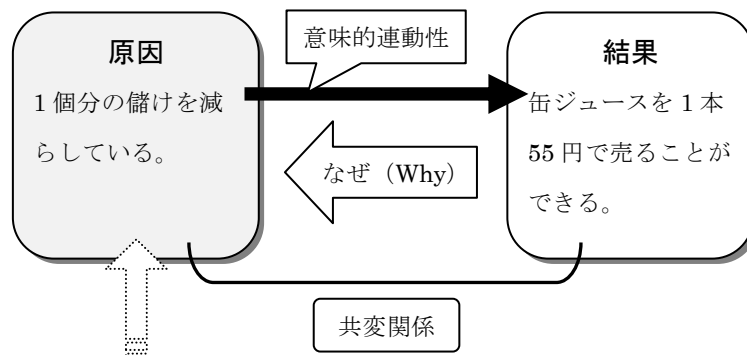 意味的連動性
原因
1個分の儲けを減
らしている。
結果
缶ジュースを1本
55円で売ることが
できる。
なぜ（Why）
共変関係